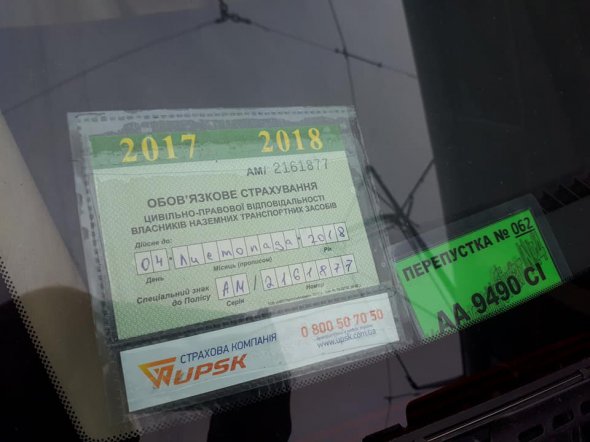 2017 2018
АМ/ 2161877
ОБОВ'ЯЗКОВЕ СТРАХУВАННЯ
ЦИВІЛЬНО-ПРАВОВОЇ ВІДПОВІДАЛЬНОСТІ
ВЛАСНИКІВ НАЗЕМНИХ ТРАНСПОРТНИХ ЗАСОБІВ
Дійсне до:
04 Листопада 2018
День Місяць (прописом) Рік
Спеціальний знак
до Полісу
АМ/2161877
Серія Номер
СТРАХОВА КОМПАНІЯ
UPSK
0 800 50 70 50
www.upsk.com.ua
ПЕРЕПУСТКА № 062
АА 9490 СІ